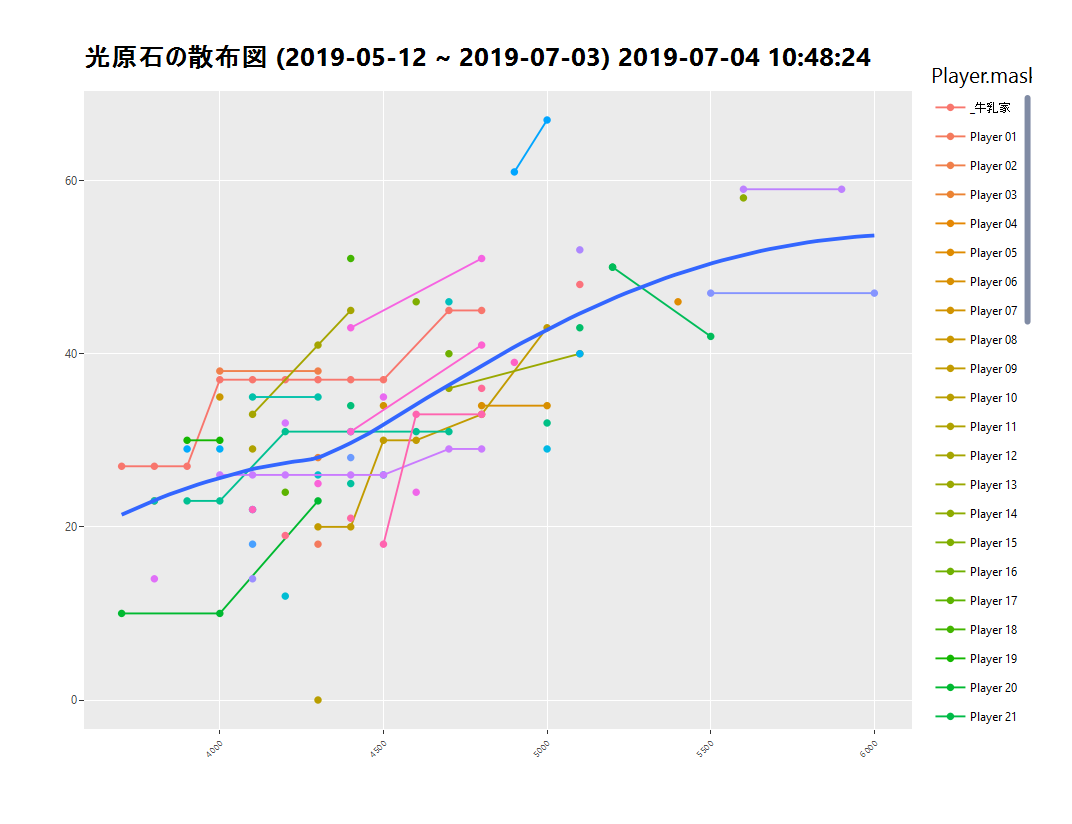 光原石の散布図 (2019-05-12 ~ 2019-07-03) 2019-07-04 10:48:24
Player.mask
_牛乳家
Player 01
Player 02
Player 03
Player 04
Player 05
Player 06
Player 07
Player 08
Player 09
Player 10
Player 11
Player 12
Player 13
Player 14
Player 15
Player 16
Player 17
Player 18
Player 19
Player 20
Player 21
60
40
20
0
4000
4500
5000
5500
6000